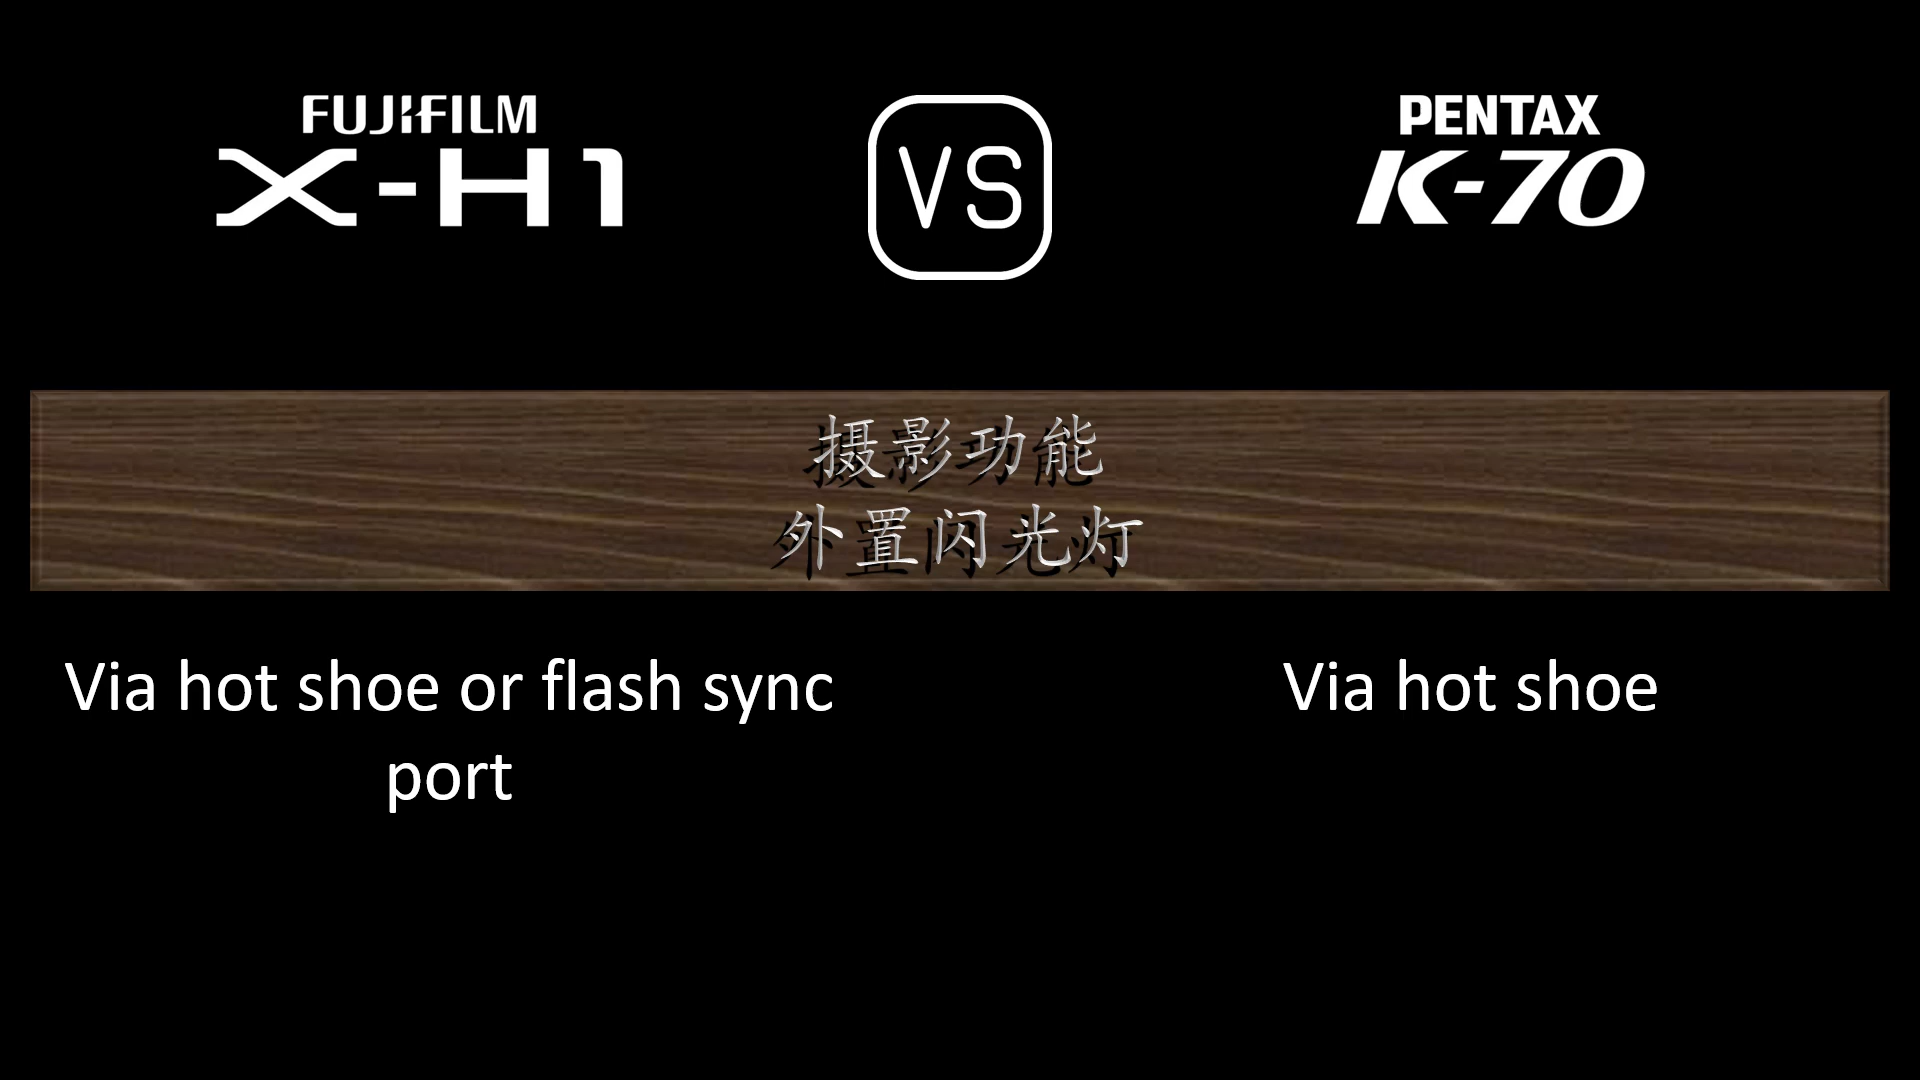 FUJIFILM
X-H1
VS
PENTAX
K-70
摄影功能
外置闪光灯
Via hot shoe or flash sync
port
Via hot shoe